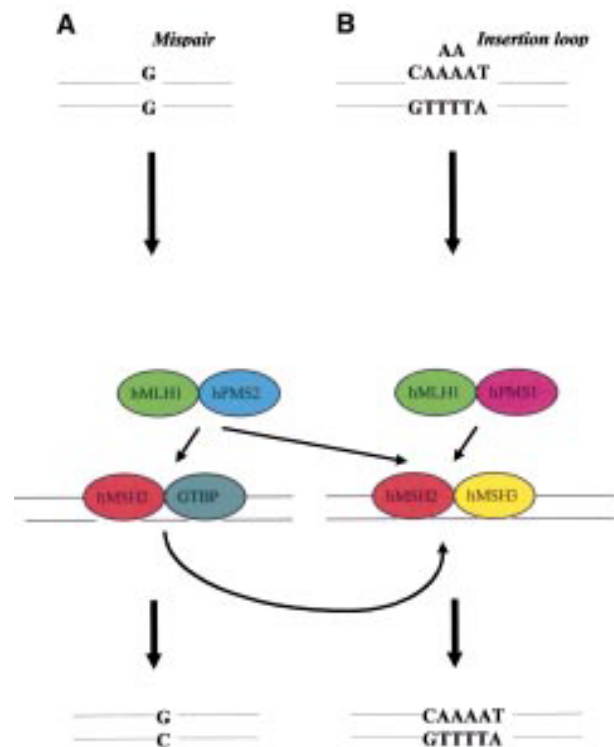 A Mispair
G
G
B Insertion loop
AA
CAAAAT
GTTTTA
hMLH1 hPMS2
hMLH1 hPMS1
hMSH2 GTBP
hMSH2 hMSH3
G
C
CAAAAT
GTTTTA